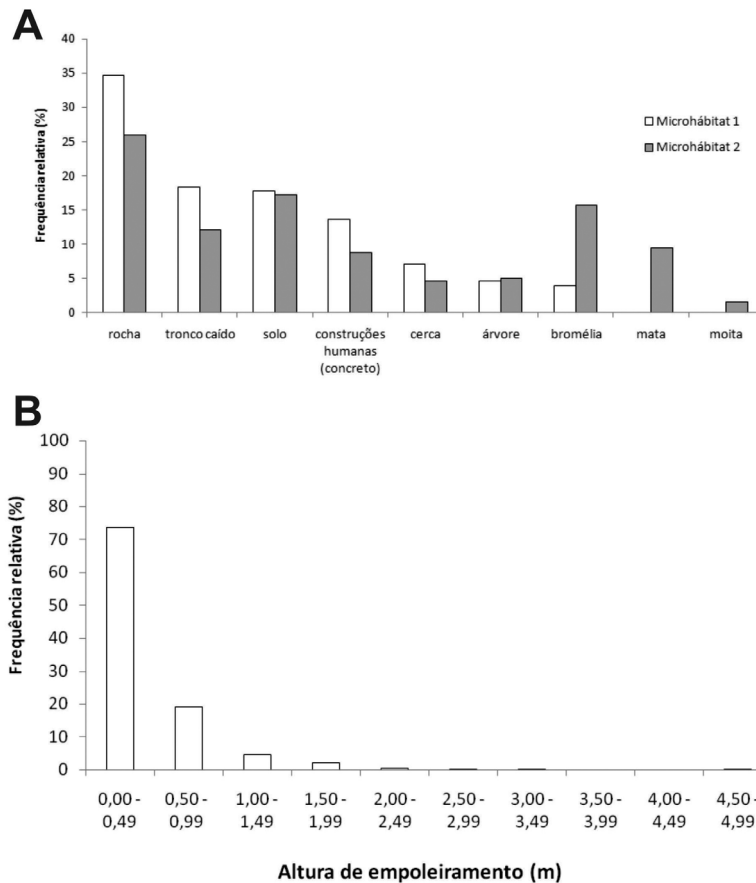 A
Frequência relativa (%)
40
35
30
25
20
15
10
5
0
Microhábitat 1
Microhábitat 2
rocha
tronco caído
solo
construções humanas (concreto)
cerca
árvore
bromélia
mata
moita
B
Frequência relativa (%)
100
90
80
70
60
50
40
30
20
10
0
0,00 - 0,49
0,50 - 0,99
1,00 - 1,49
1,50 - 1,99
2,00 - 2,49
2,50 - 2,99
3,00 - 3,49
3,50 - 3,99
4,00 - 4,49
4,50 - 4,99
Altura de empoleiramento (m)